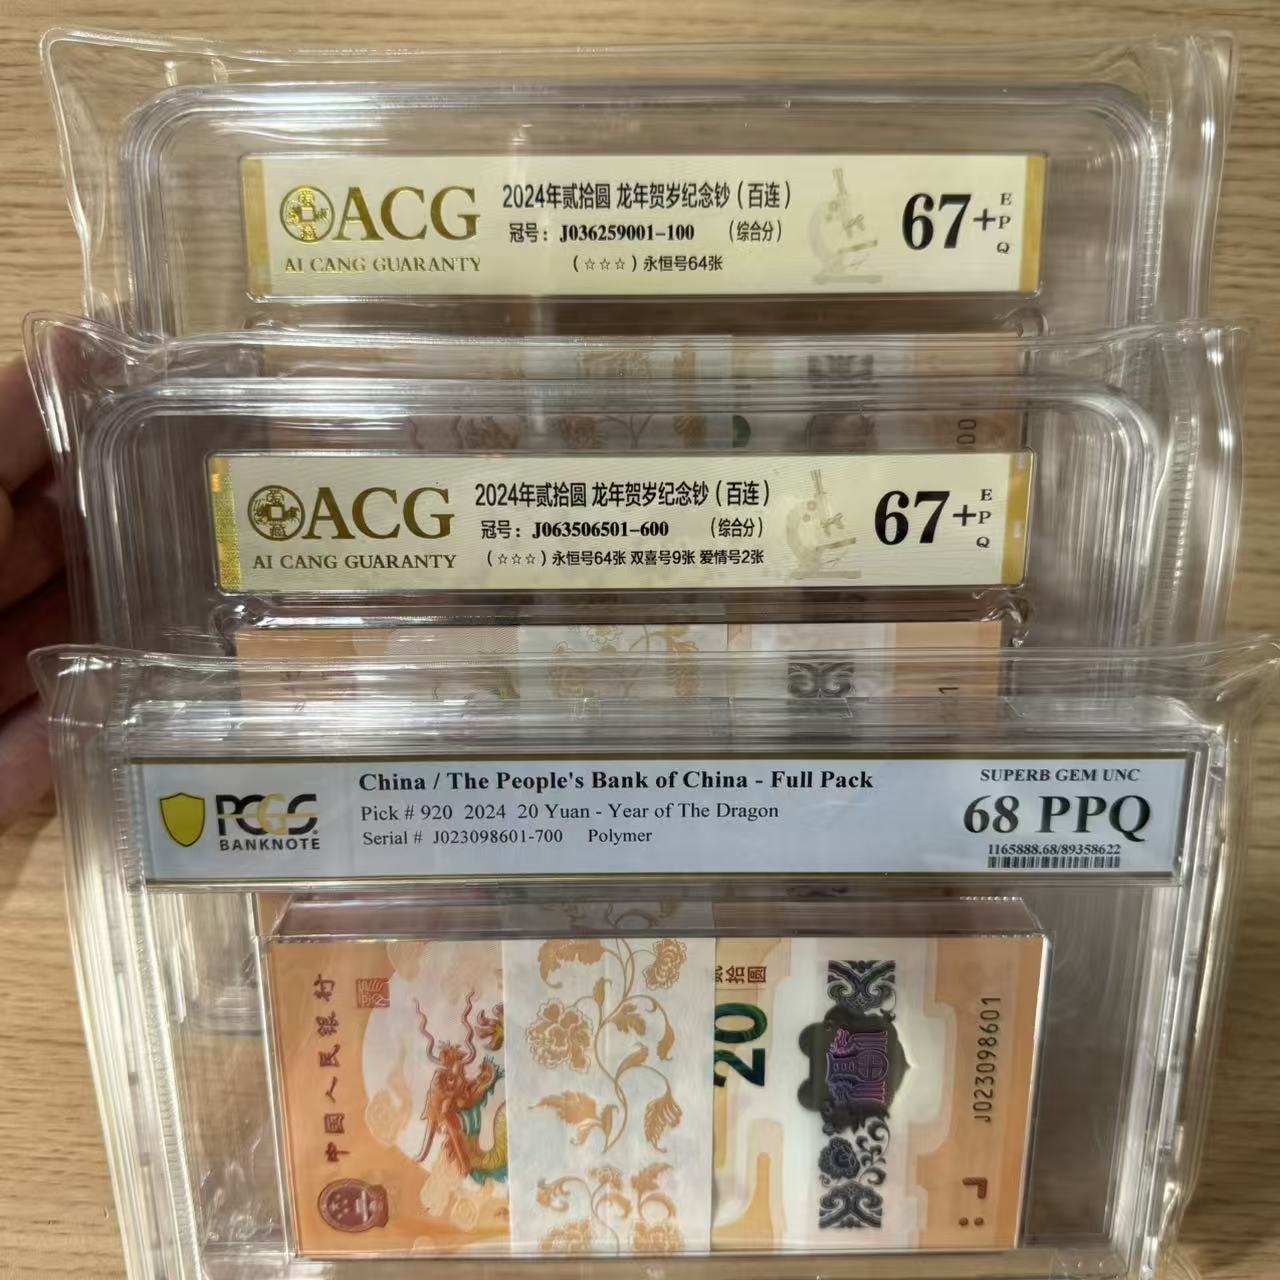 ACG
AI CANG GUARANTY
2024年贰拾圆 龙年贺岁纪念钞（百连）
冠号：J036259001-100 （综合分）
（☆☆☆）永恒号64张
67+
EPQ
00
ACG
AI CANG GUARANTY
2024年贰拾圆 龙年贺岁纪念钞（百连）
冠号：J063506501-600 （综合分）
（☆☆☆）永恒号64张 双喜号9张 爱情号2张
67+
EPQ
1
PCGS
BANKNOTE
China / The People's Bank of China - Full Pack
Pick # 920 2024 20 Yuan - Year of The Dragon
Serial # J023098601-700 Polymer
SUPERB GEM UNC
68 PPQ
1165888.68/89358622
中国人民银行
贰拾圆
20
J023098601